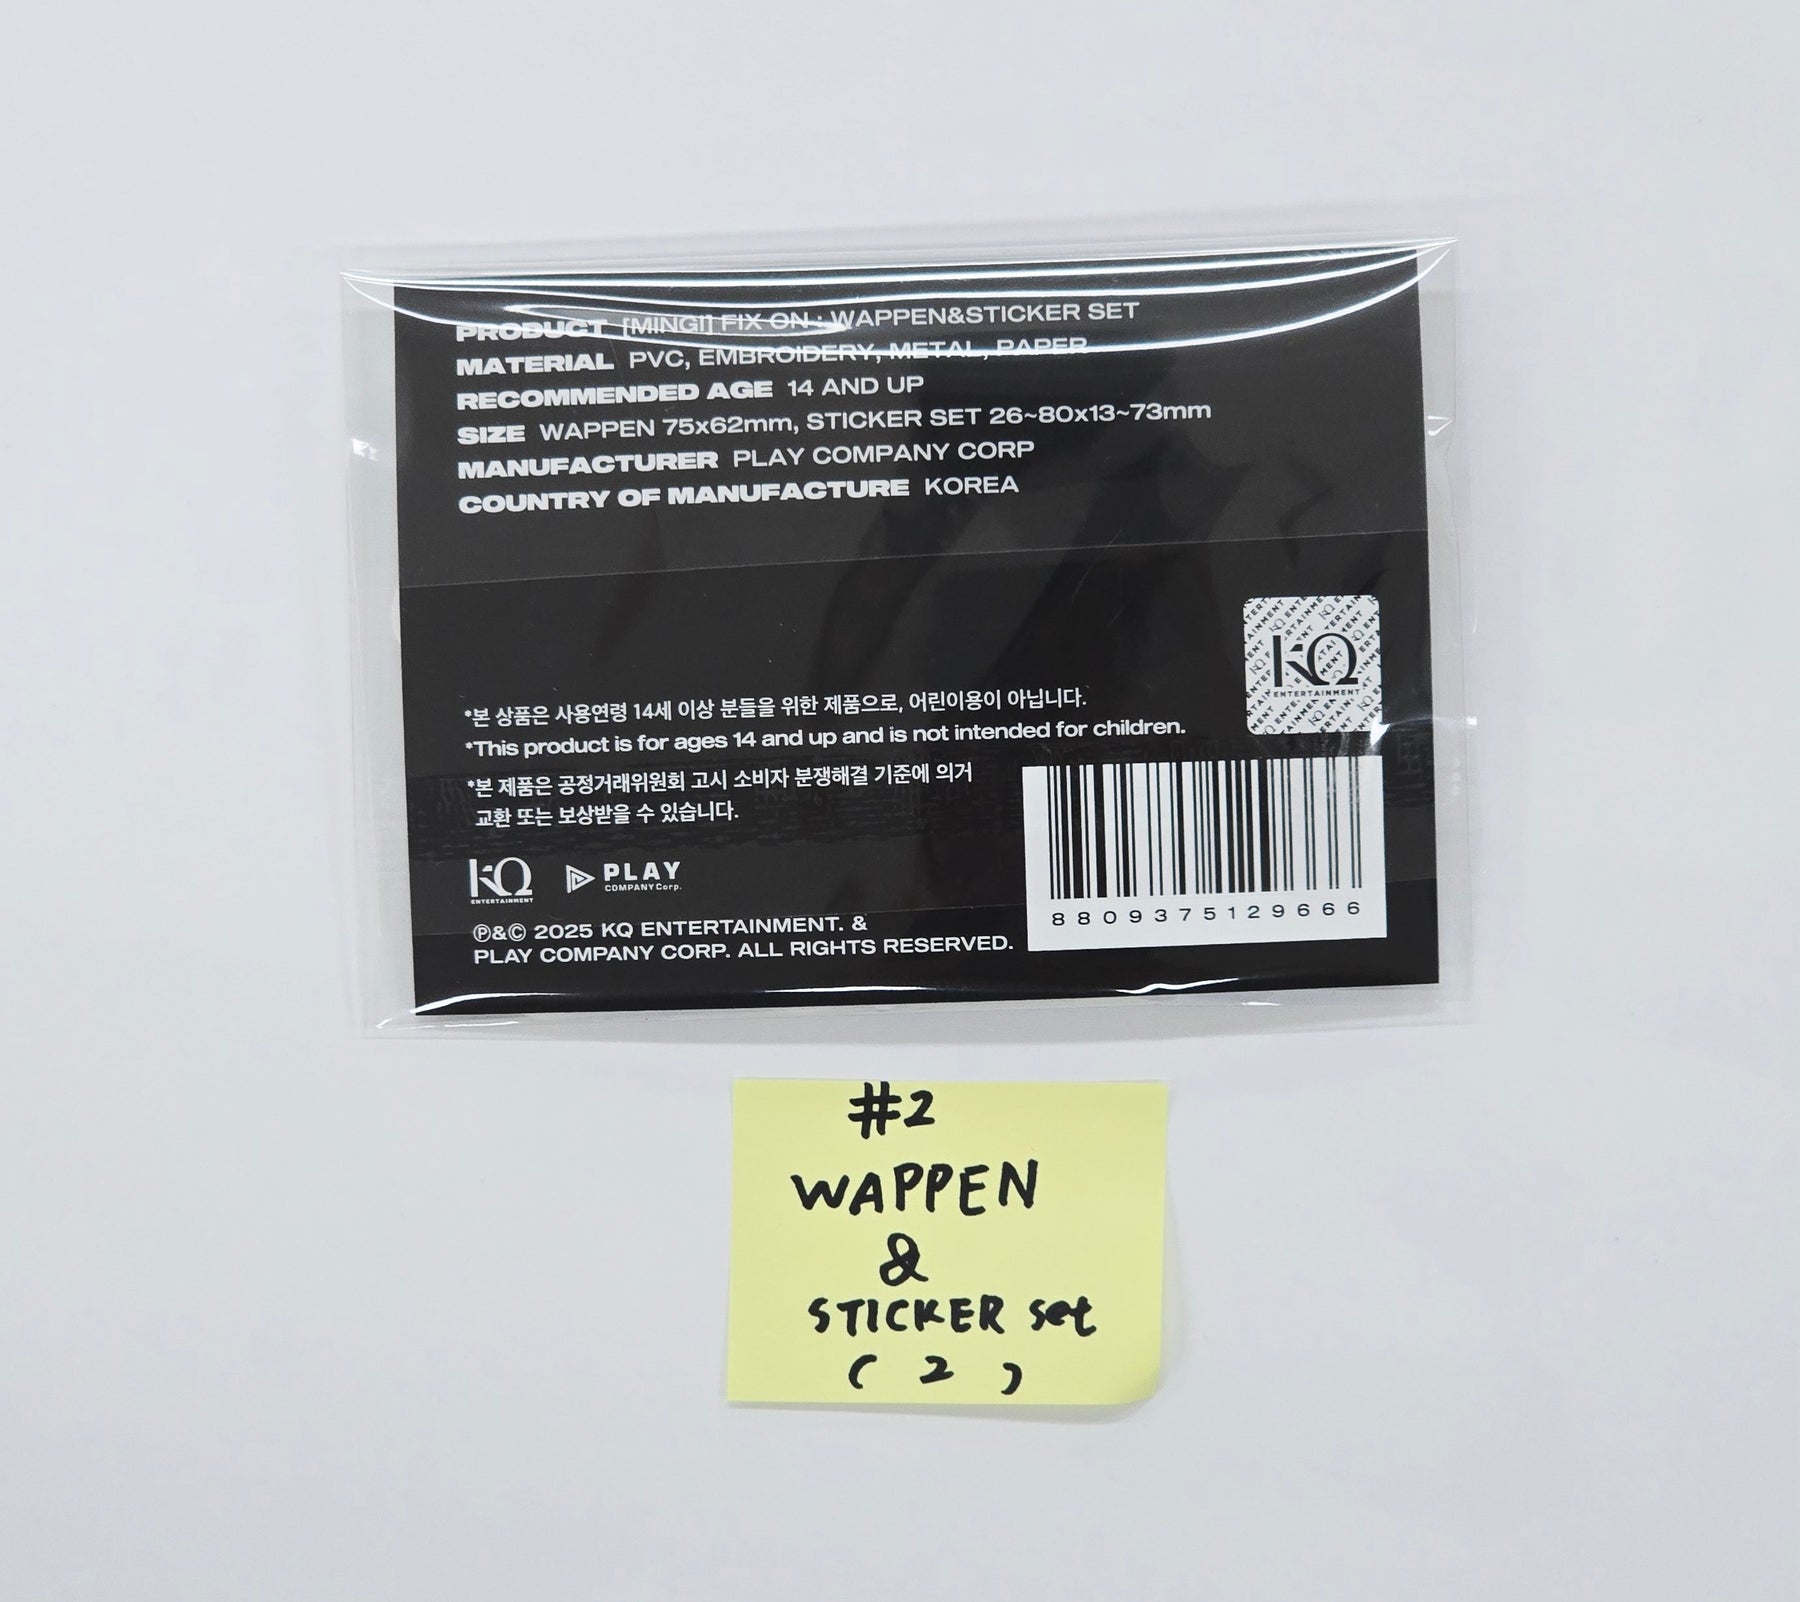 PRODUCT [MINGI] FIX ON : WAPPEN&STICKER SET
MATERIAL PVC, EMBROIDERY, METAL, PAPER
RECOMMENDED AGE 14 AND UP
SIZE WAPPEN 75x62mm, STICKER SET 26~80x13~73mm
MANUFACTURER PLAY COMPANY CORP
COUNTRY OF MANUFACTURE KOREA
KQ
ENTERTAINMENT
*본 상품은 사용연령 14세 이상 분들을 위한 제품으로, 어린이용이 아닙니다.
*This product is for ages 14 and up and is not intended for children.
*본 제품은 공정거래위원회 고시 소비자 분쟁해결 기준에 의거
교환 또는 보상받을 수 있습니다.
KQ
ENTERTAINMENT
PLAY
COMPANY Corp.
℗&© 2025 KQ ENTERTAINMENT. &
PLAY COMPANY CORP. ALL RIGHTS RESERVED.
8809375129666
#2
WAPPEN
&
STICKER set
( 2 )